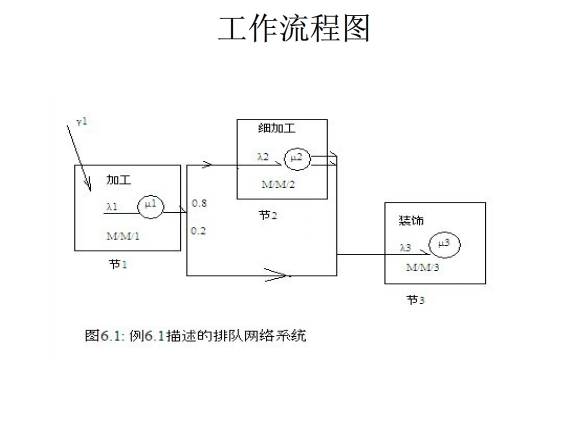 工作流程图
γ1
细加工
λ2
μ2
M/M/2
节2
加工
λ1
μ1
M/M/1
节1
0.8
0.2
装饰
λ3
μ3
M/M/3
节3
图6.1: 例6.1描述的排队网络系统